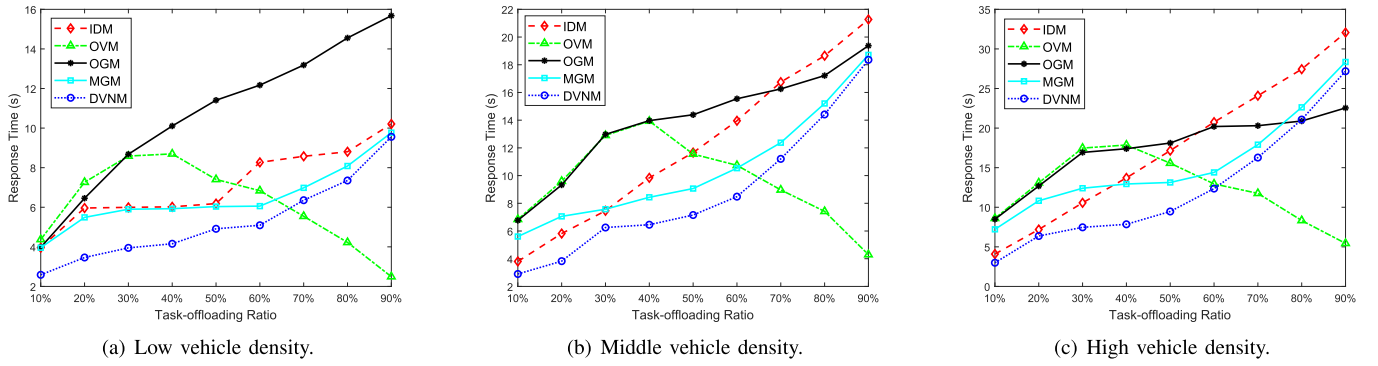 16
14
12
10
8
6
4
2
Response Time (s)
IDM
OVM
OGM
MGM
DVNM
10% 20% 30% 40% 50% 60% 70% 80% 90%
Task-offloading Ratio
(a) Low vehicle density.
22
20
18
16
14
12
10
8
6
4
2
Response Time (s)
IDM
OVM
OGM
MGM
DVNM
10% 20% 30% 40% 50% 60% 70% 80% 90%
Task-offloading Ratio
(b) Middle vehicle density.
35
30
25
20
15
10
5
0
Response Time (s)
IDM
OVM
OGM
MGM
DVNM
10% 20% 30% 40% 50% 60% 70% 80% 90%
Task-offloading Ratio
(c) High vehicle density.